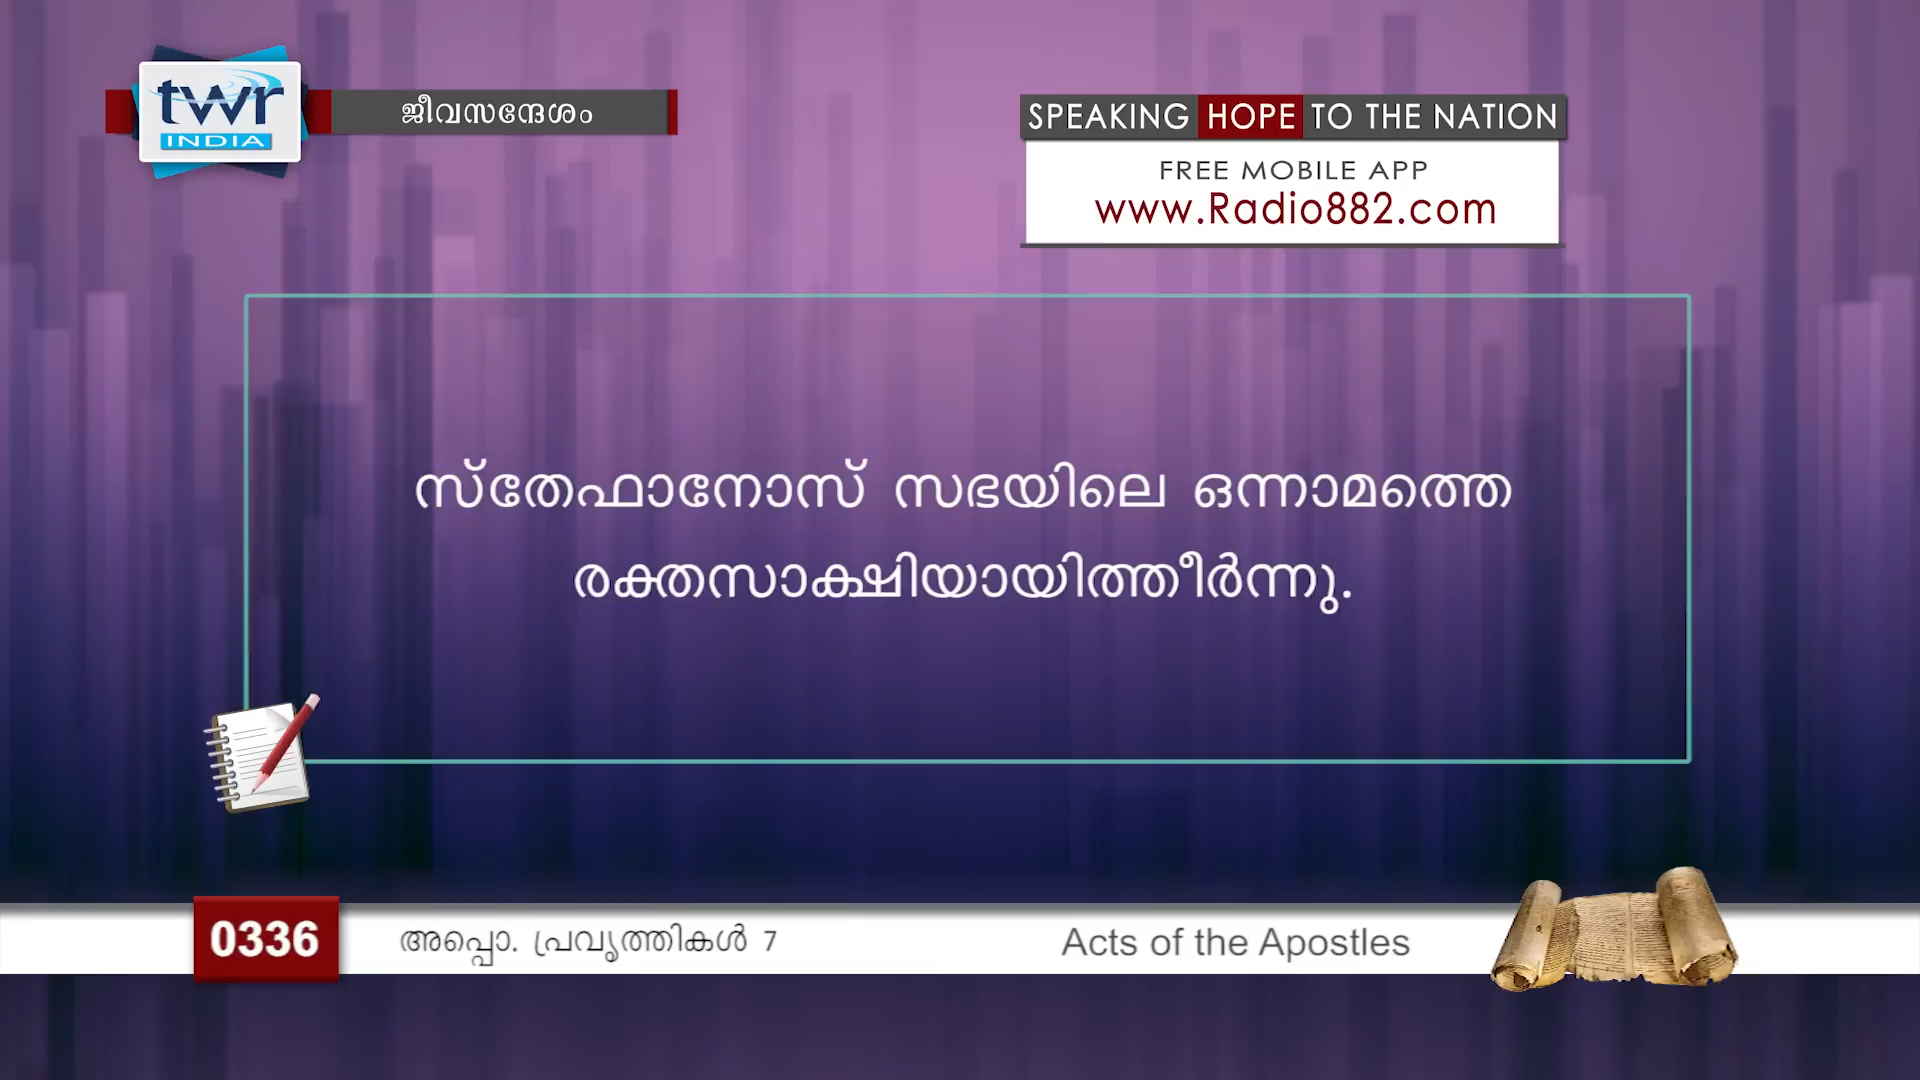 twr
INDIA
ജീവസന്ദേശം
SPEAKING HOPE TO THE NATION
FREE MOBILE APP
www.Radio882.com
സ്തേഫാനോസ് സഭയിലെ ഒന്നാമത്തെ
രക്തസാക്ഷിയായിത്തീർന്നു.
0336
അപ്പൊ. പ്രവൃത്തികൾ 7
Acts of the Apostles